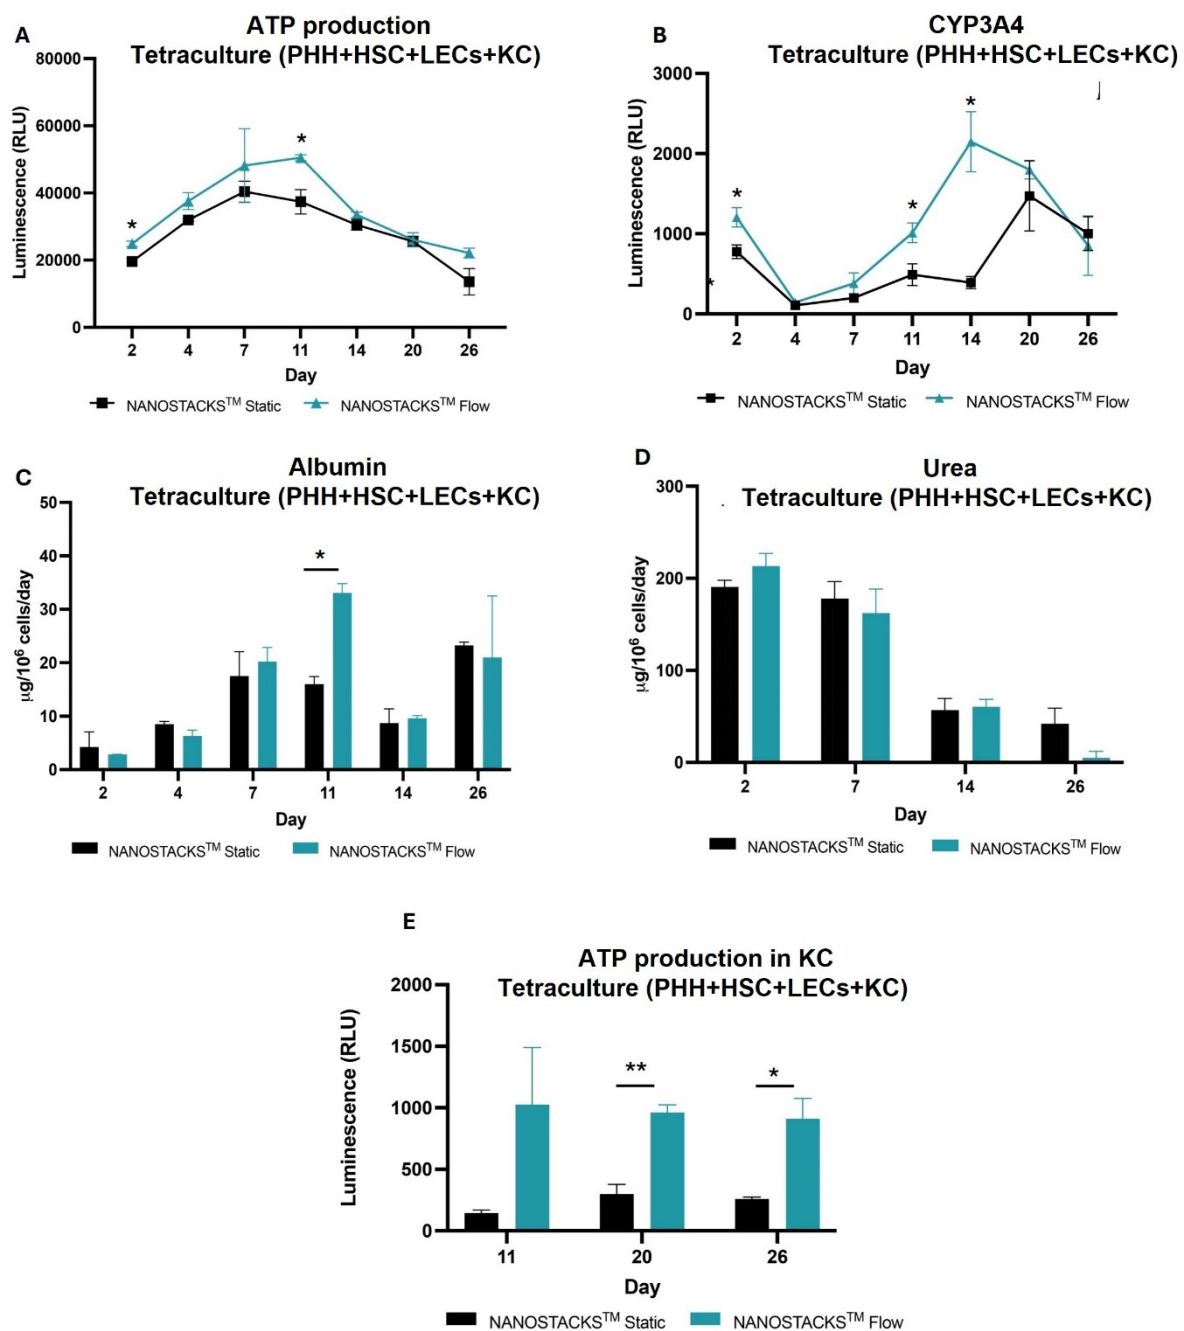 A
ATP production
Tetraculture (PHH+HSC+LECs+KC)
80000
60000
40000
20000
0
Luminescence (RLU)
*
*
2 4 7 11 14 20 26
Day
NANOSTACKS™ Static NANOSTACKS™ Flow
B
CYP3A4
Tetraculture (PHH+HSC+LECs+KC)
3000
2000
1000
0
Luminescence (RLU)
*
*
*
*
2 4 7 11 14 20 26
Day
NANOSTACKS™ Static NANOSTACKS™ Flow
C
Albumin
Tetraculture (PHH+HSC+LECs+KC)
50
40
30
20
10
0
µg/10⁶ cells/day
*
2 4 7 11 14 26
Day
NANOSTACKS™ Static NANOSTACKS™ Flow
D
Urea
Tetraculture (PHH+HSC+LECs+KC)
300
200
100
0
µg/10⁶ cells/day
2 7 14 26
Day
NANOSTACKS™ Static NANOSTACKS™ Flow
E
ATP production in KC
Tetraculture (PHH+HSC+LECs+KC)
2000
1500
1000
500
0
Luminescence (RLU)
**
*
11 20 26
Day
NANOSTACKS™ Static NANOSTACKS™ Flow